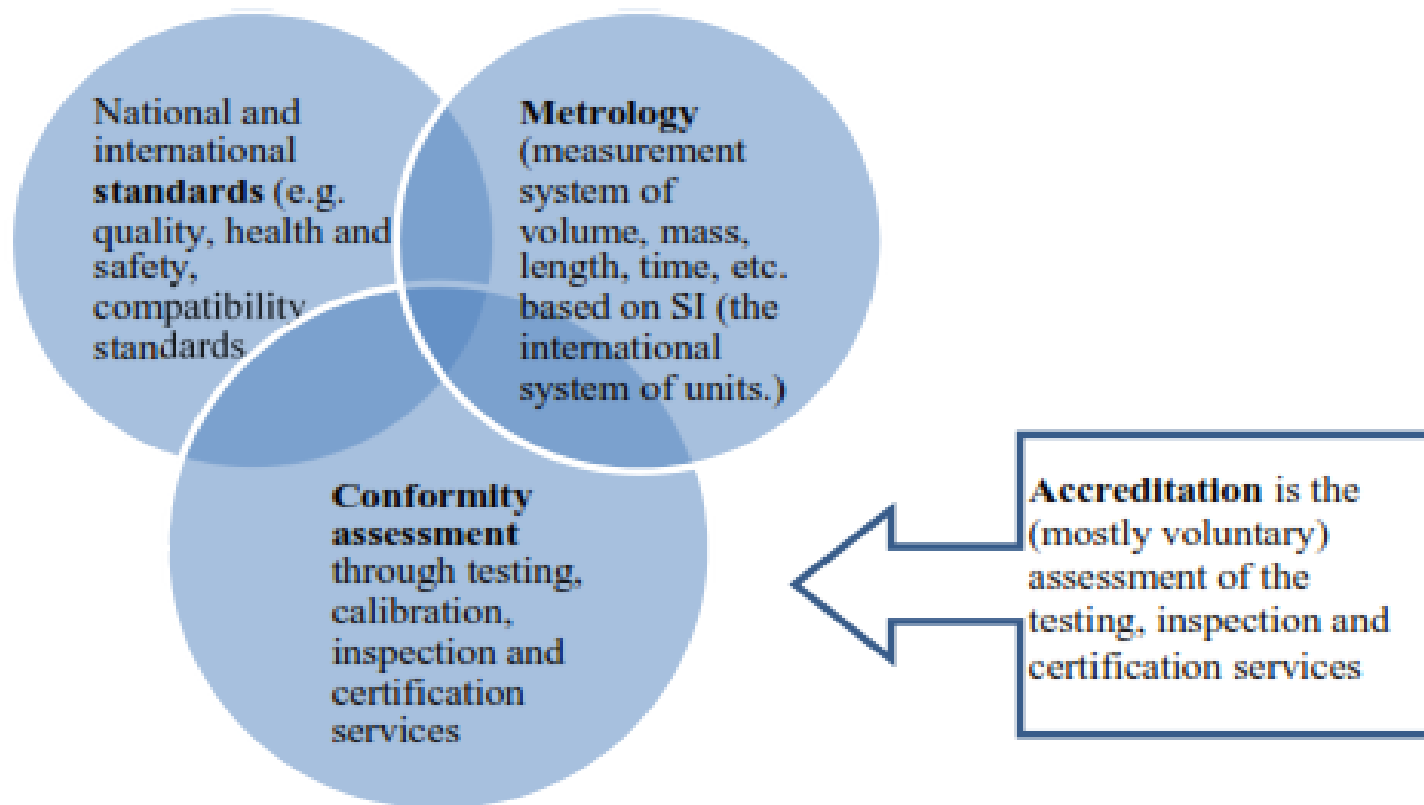 National and
international
standards (e.g.
quality, health and
safety,
compatibility
standards
Metrology
(measurement
system of
volume, mass,
length, time, etc.
based on SI (the
international
system of units.)
Conformity
assessment
through testing,
calibration,
inspection and
certification
services
Accreditation is the
(mostly voluntary)
assessment of the
testing, inspection and
certification services